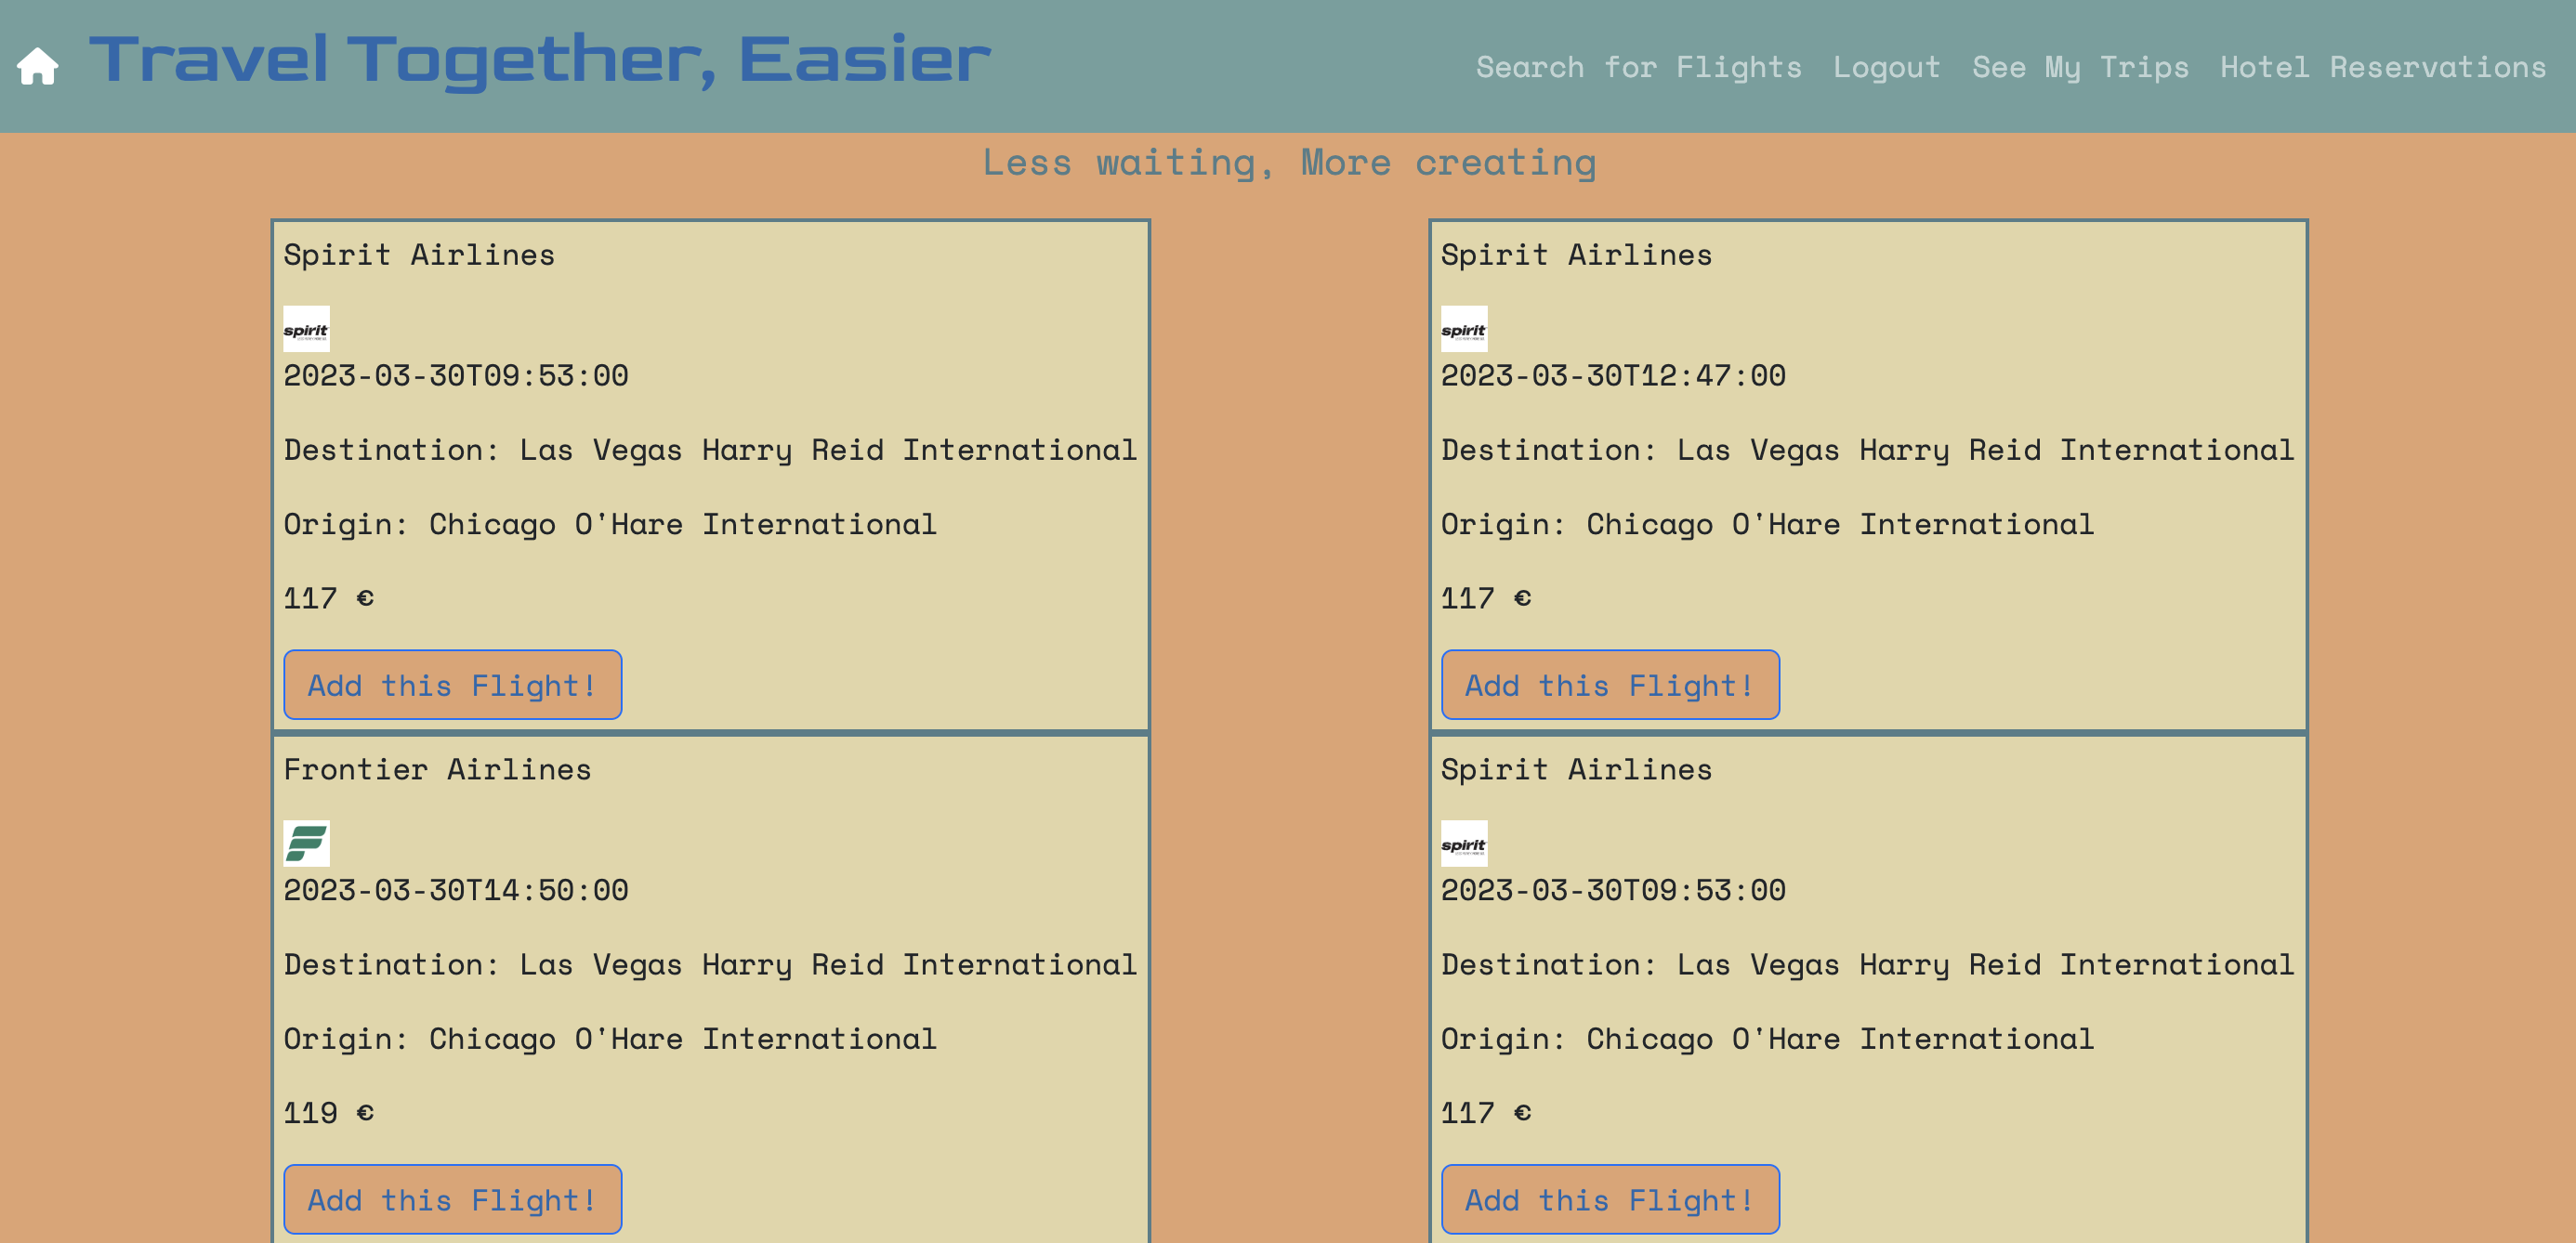 Travel Together, Easier
Search for Flights
Logout
See My Trips
Hotel Reservations
Less waiting, More creating
Spirit Airlines
spirit
2023-03-30T09:53:00
Destination: Las Vegas Harry Reid International
Origin: Chicago O'Hare International
117 €
Add this Flight!
Spirit Airlines
spirit
2023-03-30T12:47:00
Destination: Las Vegas Harry Reid International
Origin: Chicago O'Hare International
117 €
Add this Flight!
Frontier Airlines
2023-03-30T14:50:00
Destination: Las Vegas Harry Reid International
Origin: Chicago O'Hare International
119 €
Add this Flight!
Spirit Airlines
spirit
2023-03-30T09:53:00
Destination: Las Vegas Harry Reid International
Origin: Chicago O'Hare International
117 €
Add this Flight!